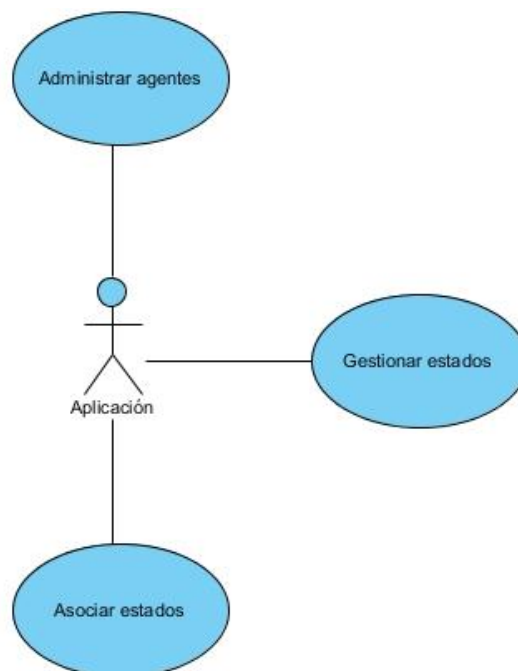 Administrar agentes
Gestionar estados
Aplicación
Asociar estados